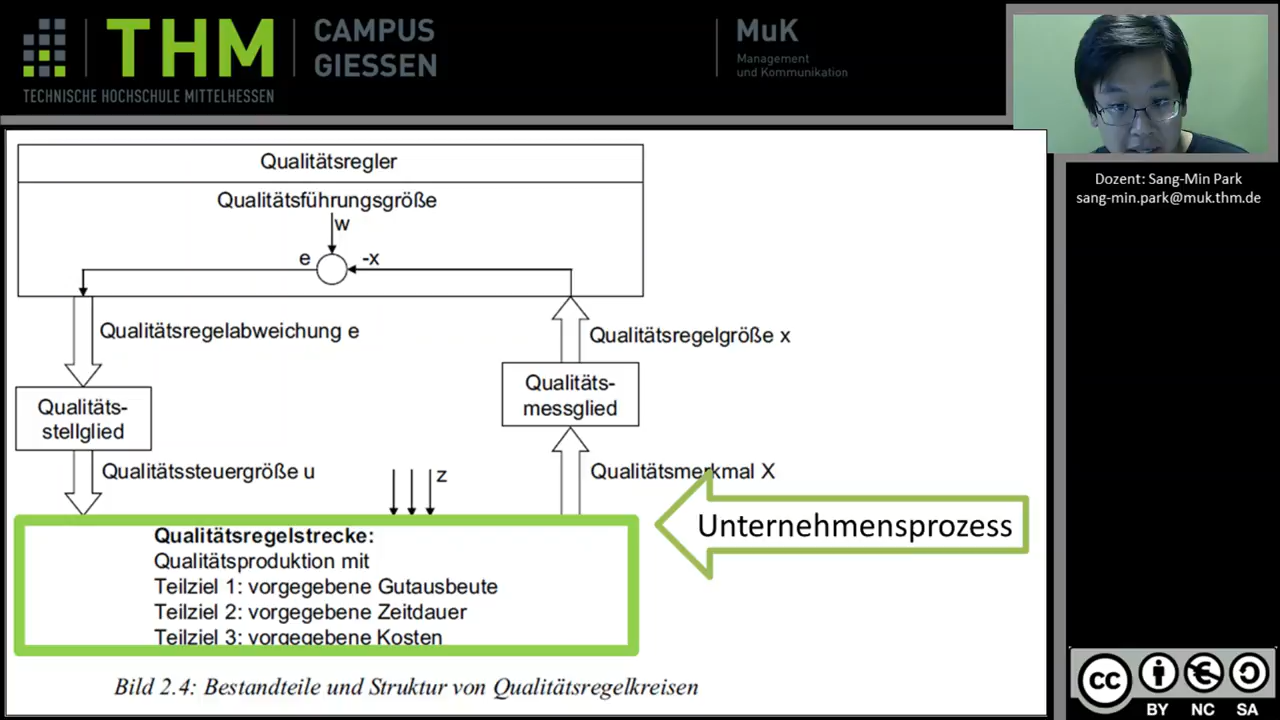 THM
CAMPUS
GIESSEN
TECHNISCHE HOCHSCHULE MITTELHESSEN
MuK
Management
und Kommunikation
Dozent: Sang-Min Park
sang-min.park@muk.thm.de
Qualitätsregler
Qualitätsführungsgröße
w
e
-x
Qualitätsregelabweichung e
Qualitätsregelgröße x
Qualitäts-
stellglied
Qualitäts-
messglied
Qualitätssteuergröße u
z
Qualitätsmerkmal X
Qualitätsregelstrecke:
Qualitätsproduktion mit
Teilziel 1: vorgegebene Gutausbeute
Teilziel 2: vorgegebene Zeitdauer
Teilziel 3: vorgegebene Kosten
Unternehmensprozess
Bild 2.4: Bestandteile und Struktur von Qualitätsregelkreisen
cc
BY NC SA